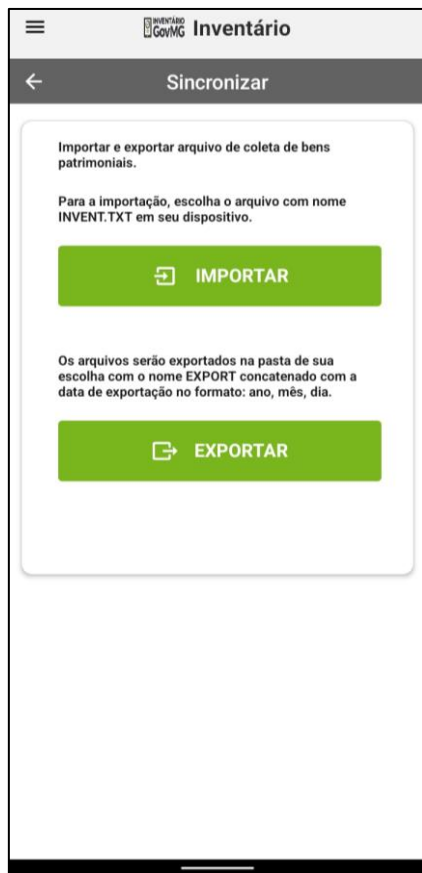 INVENTÁRIO
GovMG Inventário
Sincronizar
Importar e exportar arquivo de coleta de bens
patrimoniais.
Para a importação, escolha o arquivo com nome
INVENT.TXT em seu dispositivo.
IMPORTAR
Os arquivos serão exportados na pasta de sua
escolha com o nome EXPORT concatenado com a
data de exportação no formato: ano, mês, dia.
EXPORTAR